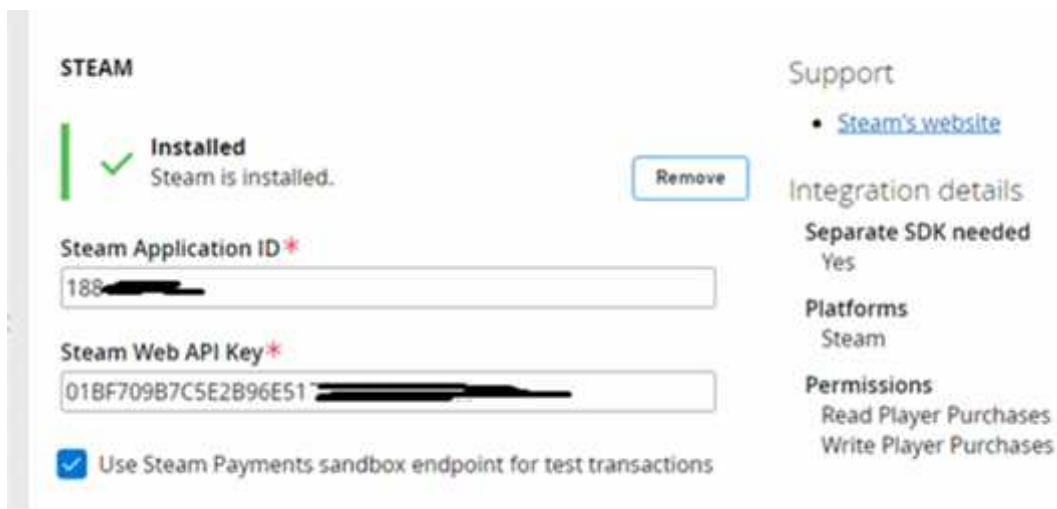 STEAM
Installed
Steam is installed.
Remove
Steam Application ID*
188
Steam Web API Key*
01BF709B7C5E2B96E51
Use Steam Payments sandbox endpoint for test transactions
Support
Steam's website
Integration details
Separate SDK needed
Yes
Platforms
Steam
Permissions
Read Player Purchases
Write Player Purchases